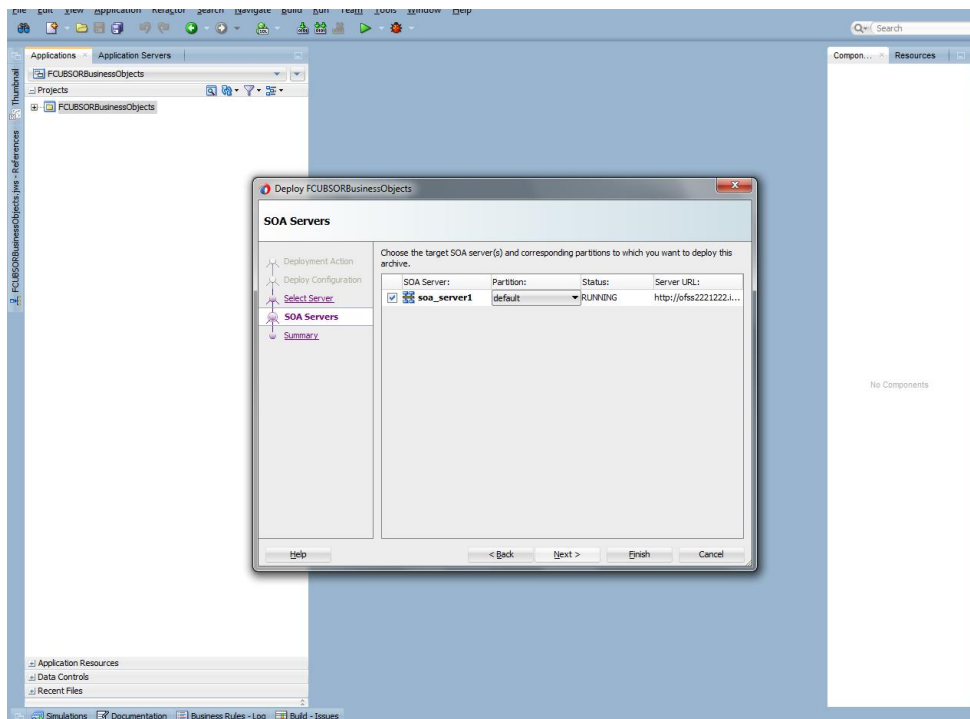 File Edit View Application Refactor Search Navigate Build Run Team Tools Window Help
Search
Applications Application Servers
Compon... Resources
FCUBSORBusinessObjects
Projects
FCUBSORBusinessObjects
Thumbnail
FCUBSORBusinessObjects.jws - References
Deploy FCUBSORBusinessObjects
SOA Servers
Deployment Action
Deploy Configuration
Select Server
SOA Servers
Summary
Choose the target SOA server(s) and corresponding partitions to which you want to deploy this
archive.
SOA Server: Partition: Status: Server URL:
soa_server1 default RUNNING http://ofss2221222.i...
No Components
Help < Back Next > Finish Cancel
Application Resources
Data Controls
Recent Files
Simulations Documentation Business Rules - Log Build - Issues